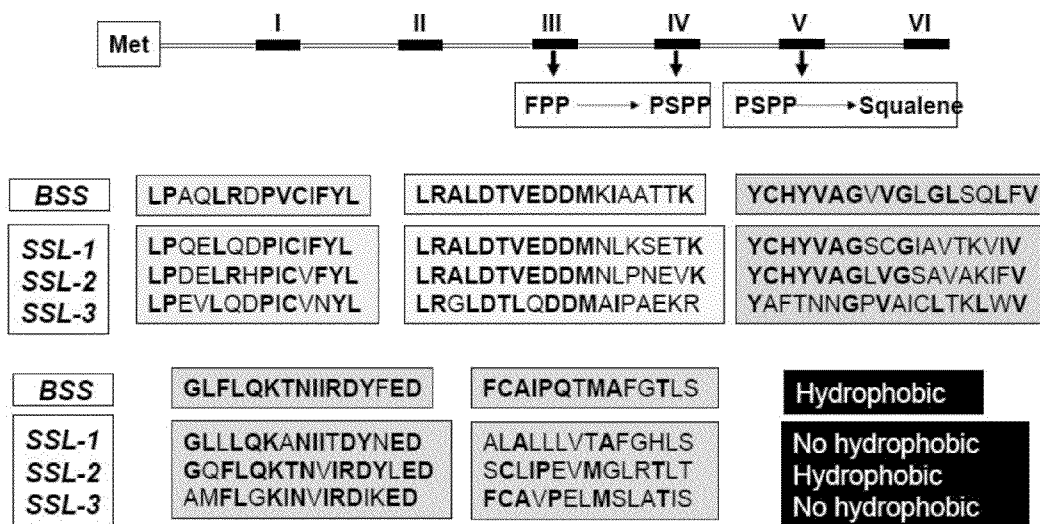 I II III IV V VI
Met
FPP → PSPP PSPP → Squalene
BSS LPAQLRDPVCIFYL LRALDTVEDDMKIAATTK YCHYVAGVVGLGLSQLFV
SSL-1 LPQELQDPICIFYL LRALDTVEDDMNLKSETK YCHYVAGSCGIAVTKVIV
SSL-2 LPDELRHPICVFYL LRALDTVEDDMNLPNEVK YCHYVAGLVGSAVAKIFV
SSL-3 LPEVLQDPICVNYL LRGLDTLQDDMAIPAEKR YAFTNNGPVAICLTKLWV
BSS GLFLQKTNIIRDYFED FCAIPQTMAFGTLS Hydrophobic
SSL-1 GLLLQKANIITDYNED ALALLLVTAFGHLS No hydrophobic
SSL-2 GQFLQKTNVIRDYLED SCLIPEVMGLRTLT Hydrophobic
SSL-3 AMFLGKINVIRDIKED FCAVPELMSLATIS No hydrophobic